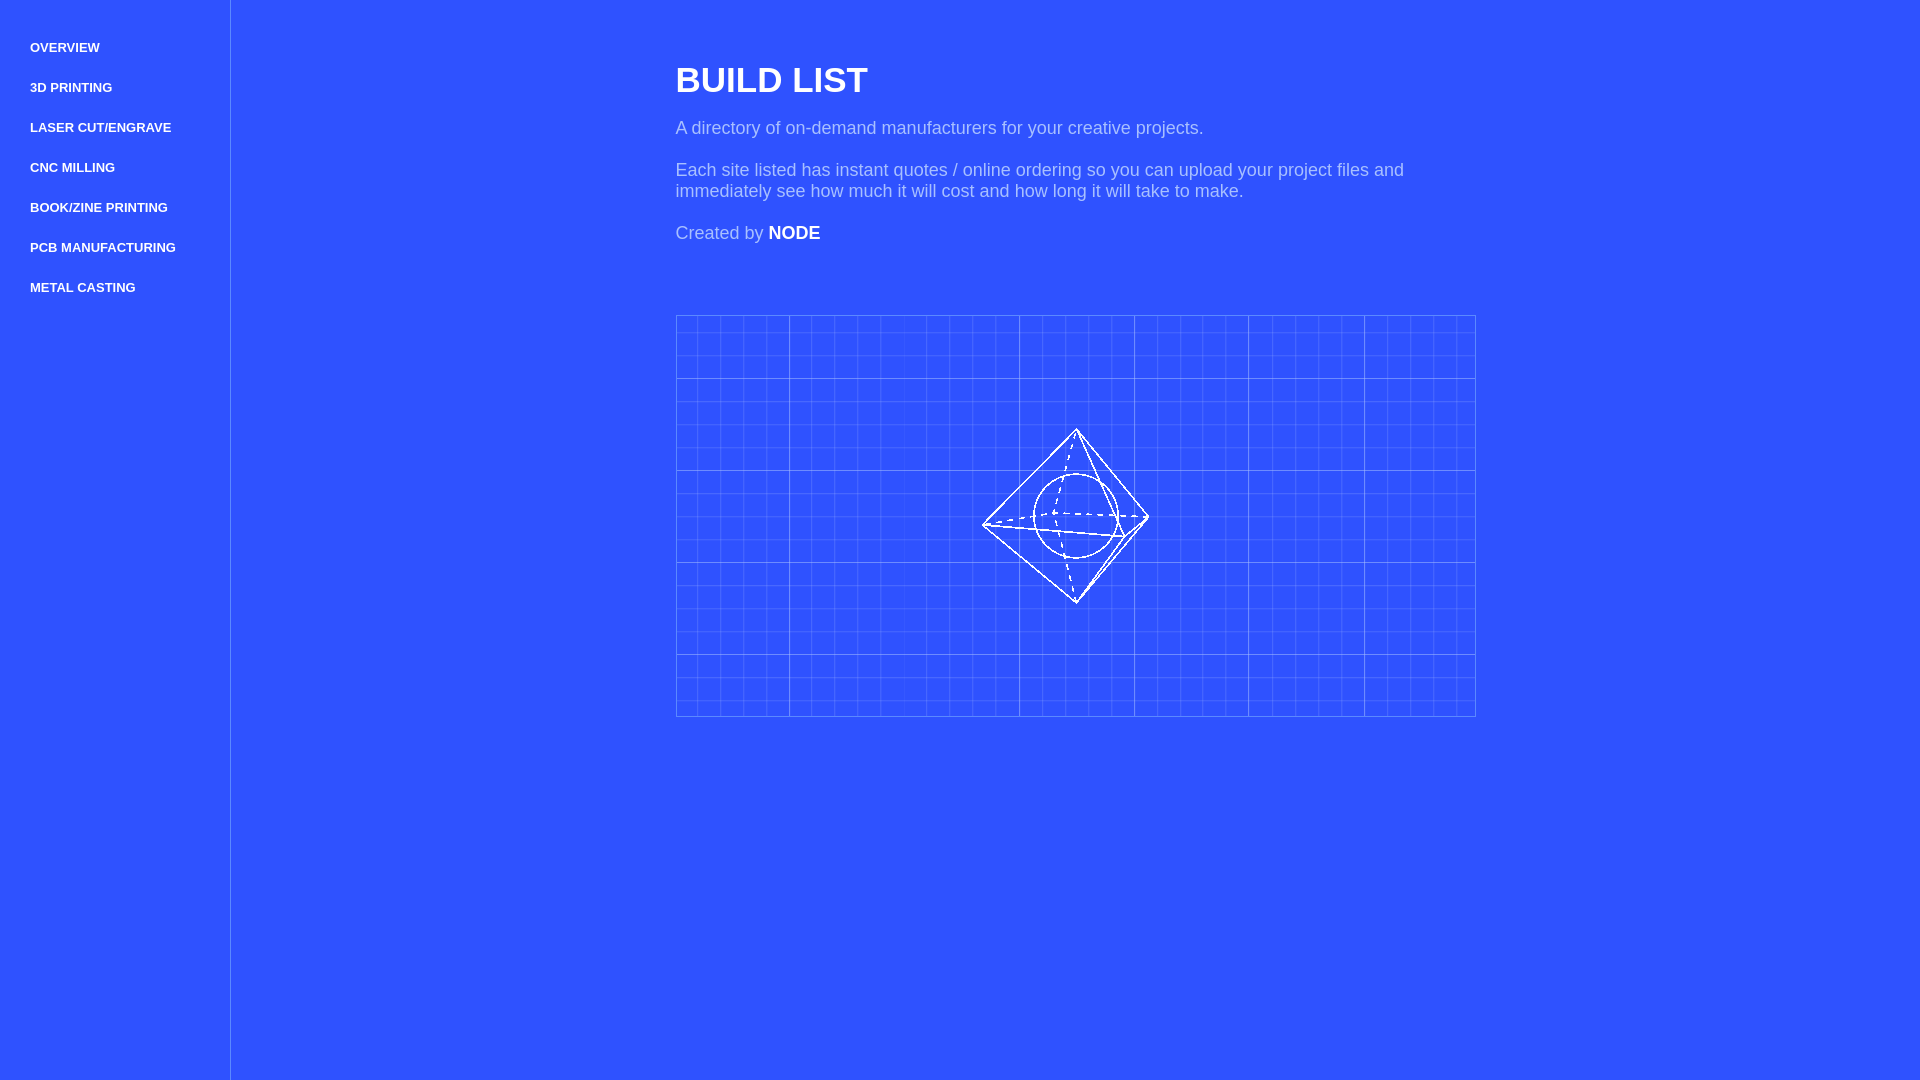 OVERVIEW
3D PRINTING
LASER CUT/ENGRAVE
CNC MILLING
BOOK/ZINE PRINTING
PCB MANUFACTURING
METAL CASTING
BUILD LIST
A directory of on-demand manufacturers for your creative projects.
Each site listed has instant quotes / online ordering so you can upload your project files and
immediately see how much it will cost and how long it will take to make.
Created by NODE